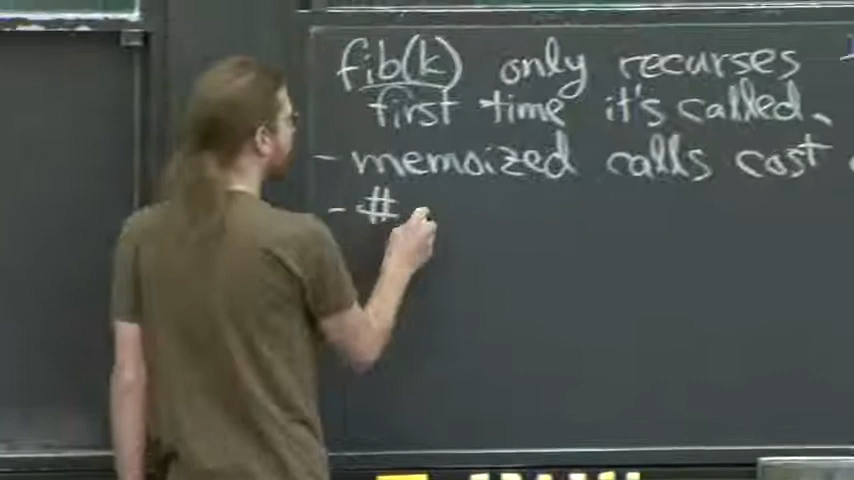 fib(k) only recurses
first time it's called,
- memoized calls cost
- #